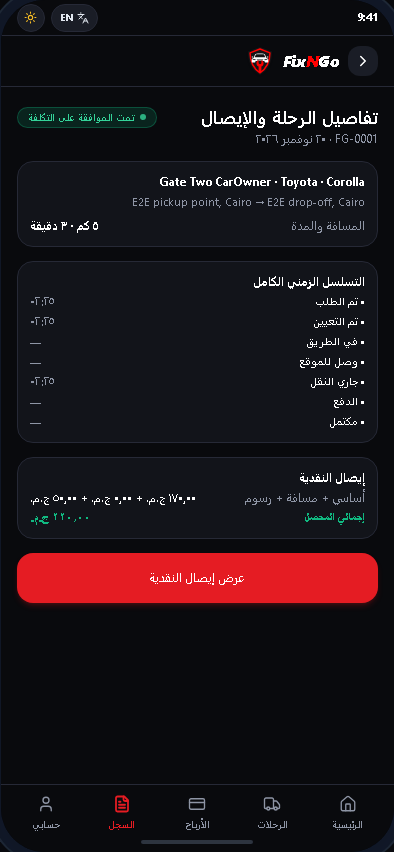 9:41
EN
FixNGo
تفاصيل الرحلة والإيصال
تمت الموافقة على التكلفة
FG-0001 · ٢٠ نوفمبر ٢٠٢٦
Gate Two CarOwner · Toyota · Corolla
E2E pickup point, Cairo → E2E drop-off, Cairo
المسافة والمدة
٥ كم · ٣٠ دقيقة
التسلسل الزمني الكامل
• تم الطلب ٠٢:٢٥
• تم التعيين ٠٢:٢٥
• في الطريق —
• وصل للموقع —
• جاري النقل ٠٢:٢٥
• الدفع —
• مكتمل —
إيصال النقدية
أساسي + مسافة + رسوم ١٧٠٫٠٠ ج.م. + ٠٫٠٠ ج.م. + ٥٠٫٠٠ ج.م.
إجمالي المحصل ٢٢٠٫٠٠ ج.م.
عرض إيصال النقدية
الرئيسية
الرحلات
الأرباح
السجل
حسابي